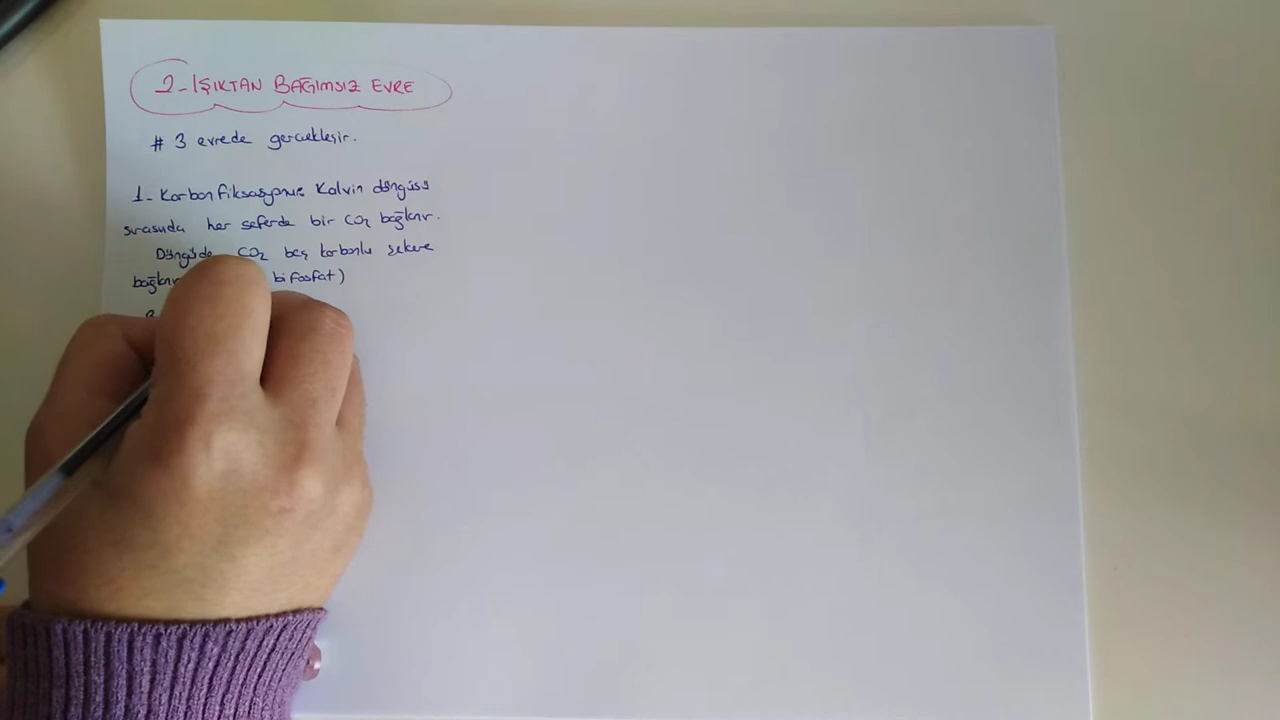 2-IŞIKTAN BAĞIMSIZ EVRE
# 3 evrede gerçekleşir.
1- Karbon fiksasyonu: Kalvin döngüsü
sırasında her seferde bir CO2 bağlanır.
Döngüde CO2 beş karbonlu şekere
bifosfat)